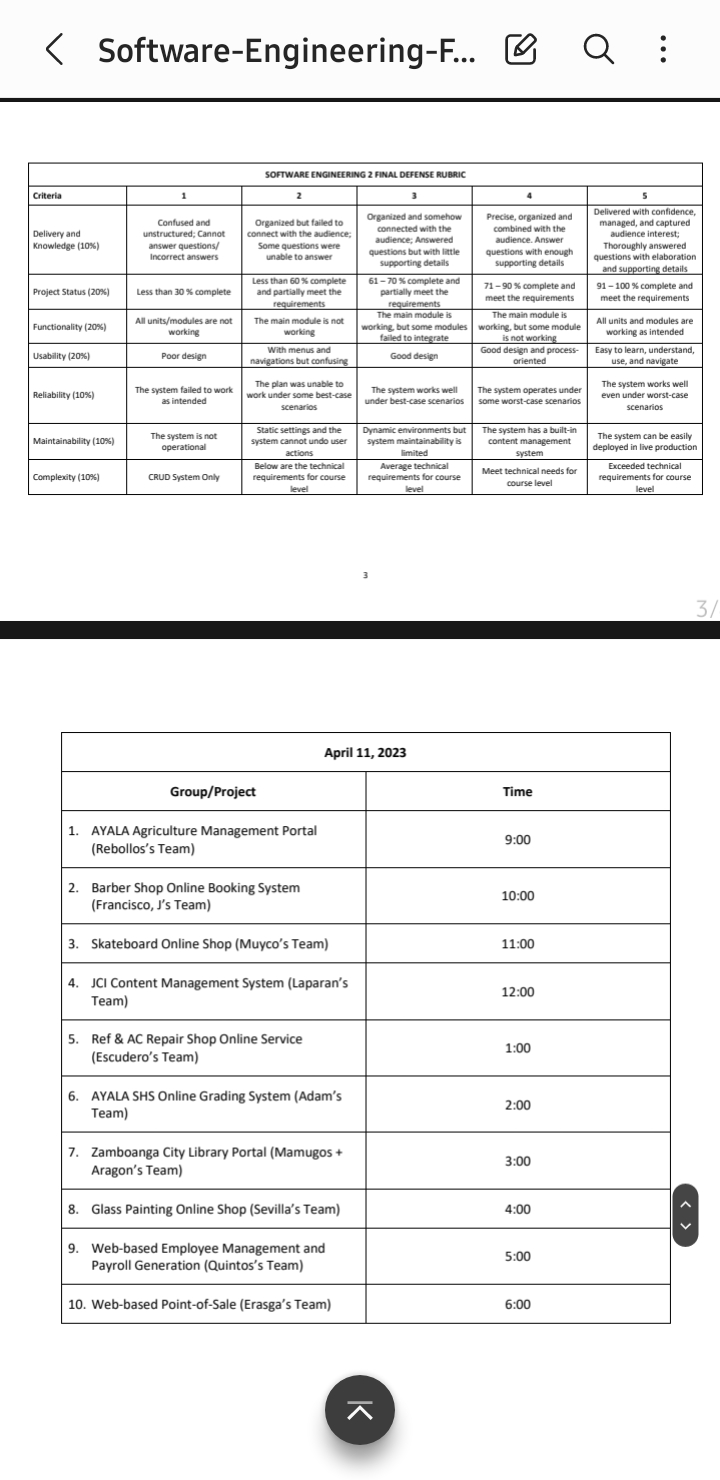 Software-Engineering-F...
SOFTWARE ENGINEERING 2 FINAL DEFENSE RUBRIC
Criteria 1 2 3 4 5
Delivery and
Knowledge (10%)
Confused and
unstructured; Cannot
answer questions/
Incorrect answers
Organized but failed to
connect with the audience;
Some questions were
unable to answer
Organized and somehow
connected with the
audience; Answered
questions but with little
supporting details
Precise, organized and
combined with the
audience. Answer
questions with enough
supporting details
Delivered with confidence,
managed, and captured
audience interest;
Thoroughly answered
questions with elaboration
and supporting details
Project Status (20%)
Less than 30 % complete
Less than 60 % complete
and partially meet the
requirements
61 – 70 % complete and
partially meet the
requirements
71 – 90 % complete and
meet the requirements
91 – 100 % complete and
meet the requirements
Functionality (20%)
All units/modules are not
working
The main module is not
working
The main module is
working, but some modules
failed to integrate
The main module is
working, but some module
is not working
All units and modules are
working as intended
Usability (20%)
Poor design
With menus and
navigations but confusing
Good design
Good design and process-
oriented
Easy to learn, understand,
use, and navigate
Reliability (10%)
The system failed to work
as intended
The plan was unable to
work under some best-case
scenarios
The system works well
under best-case scenarios
The system operates under
some worst-case scenarios
The system works well
even under worst-case
scenarios
Maintainability (10%)
The system is not
operational
Static settings and the
system cannot undo user
actions
Dynamic environments but
system maintainability is
limited
The system has a built-in
content management
system
The system can be easily
deployed in live production
Complexity (10%)
CRUD System Only
Below are the technical
requirements for course
level
Average technical
requirements for course
level
Meet technical needs for
course level
Exceeded technical
requirements for course
level
3
3/
April 11, 2023
Group/Project Time
1. AYALA Agriculture Management Portal
(Rebollos's Team)
9:00
2. Barber Shop Online Booking System
(Francisco, J's Team)
10:00
3. Skateboard Online Shop (Muyco's Team) 11:00
4. JCI Content Management System (Laparan's
Team)
12:00
5. Ref & AC Repair Shop Online Service
(Escudero's Team)
1:00
6. AYALA SHS Online Grading System (Adam's
Team)
2:00
7. Zamboanga City Library Portal (Mamugos +
Aragon's Team)
3:00
8. Glass Painting Online Shop (Sevilla's Team) 4:00
9. Web-based Employee Management and
Payroll Generation (Quintos's Team)
5:00
10. Web-based Point-of-Sale (Erasga's Team) 6:00